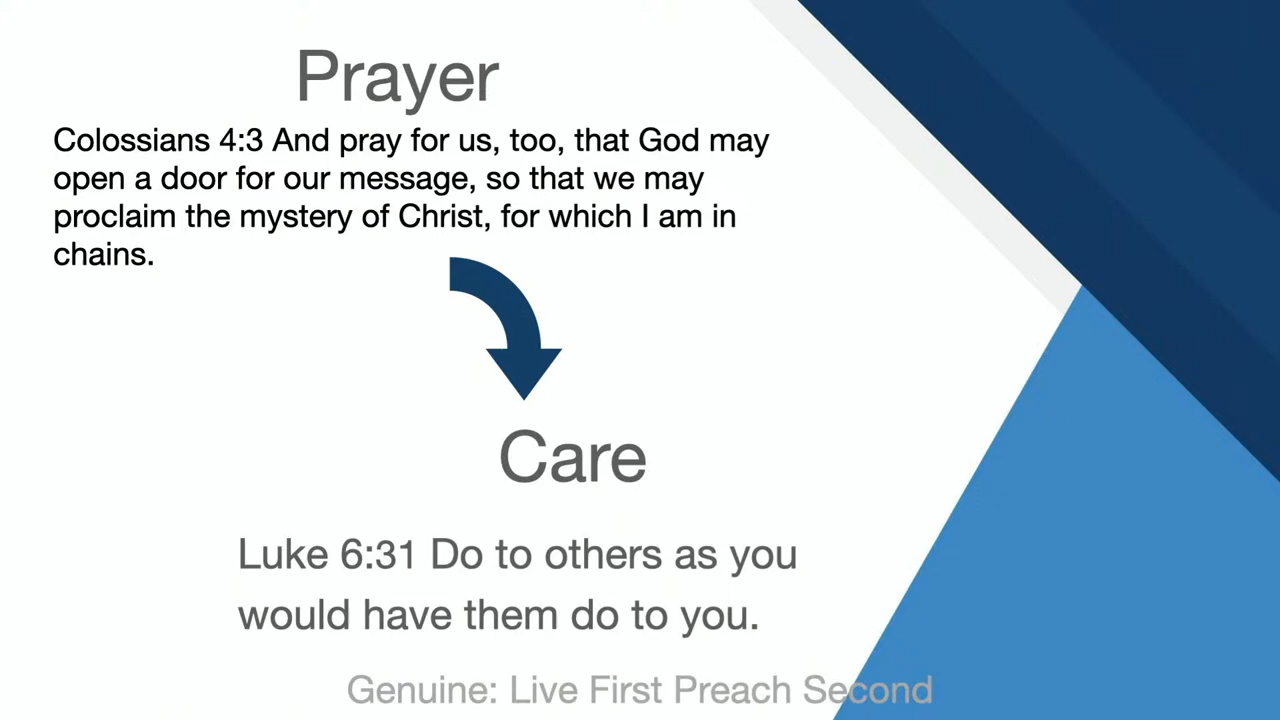 Prayer
Colossians 4:3 And pray for us, too, that God may
open a door for our message, so that we may
proclaim the mystery of Christ, for which I am in
chains.
Care
Luke 6:31 Do to others as you
would have them do to you.
Genuine: Live First Preach Second